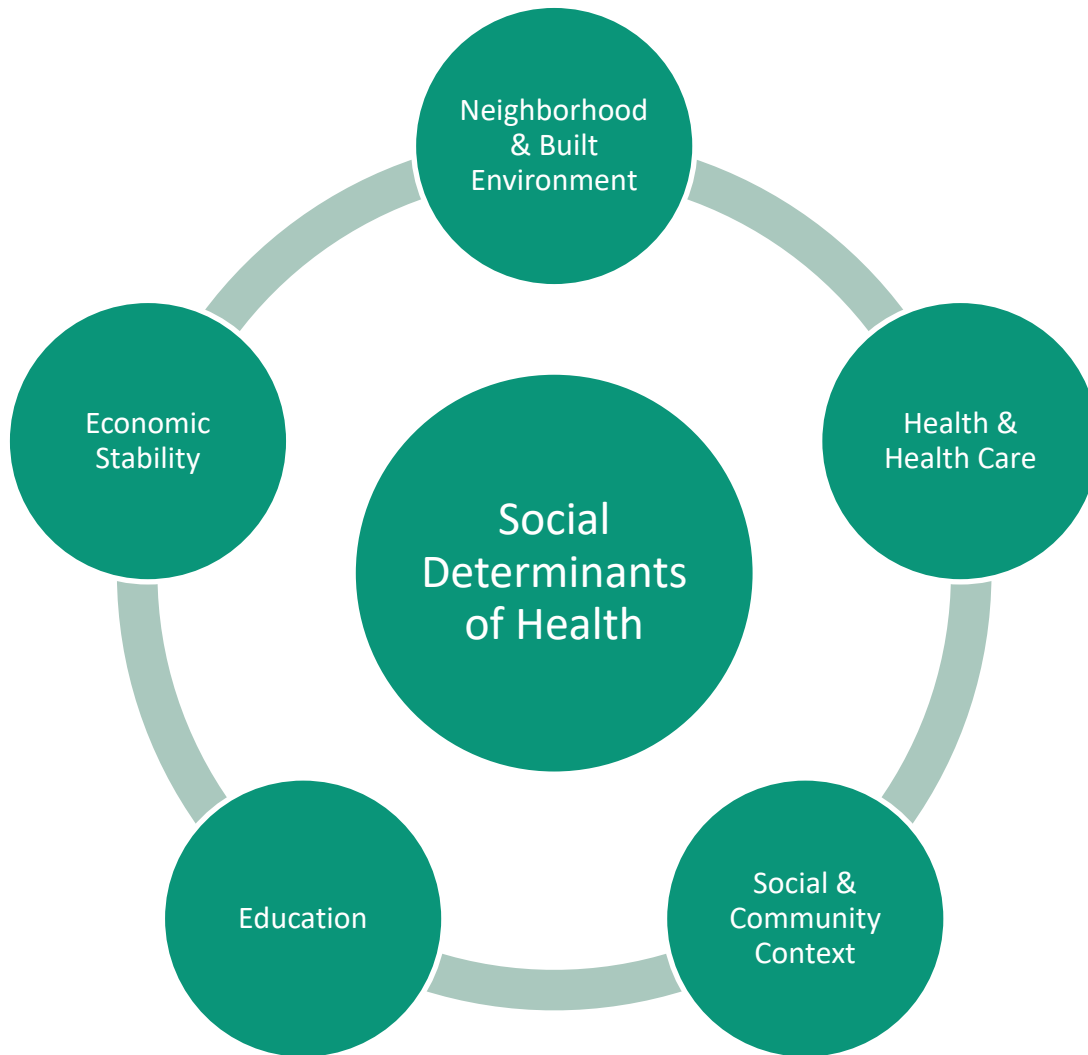 Neighborhood
& Built
Environment
Economic
Stability
Health &
Health Care
Social
Determinants
of Health
Education
Social &
Community
Context